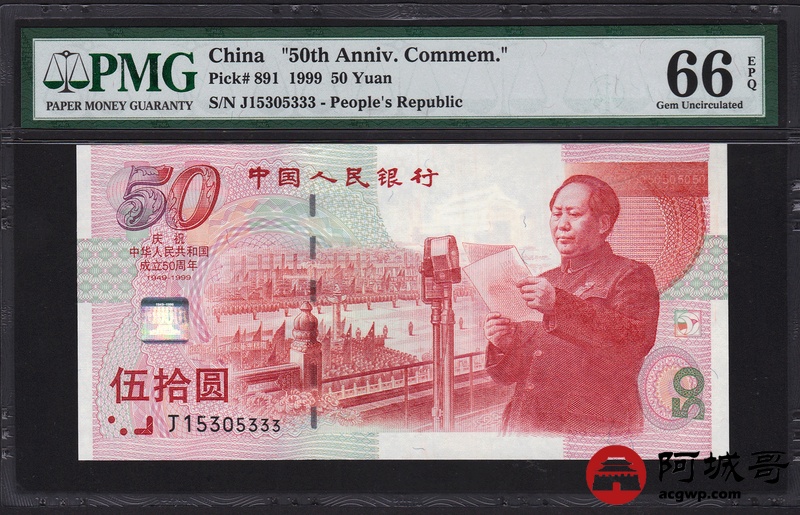 PMG
PAPER MONEY GUARANTY
China "50th Anniv. Commem."
Pick# 891 1999 50 Yuan
S/N J15305333 - People's Republic
66
EPQ
Gem Uncirculated
50
中国人民银行
庆祝
中华人民共和国
成立50周年
1949-1999
伍拾圆
J15305333
50
阿城哥
acgwp.com